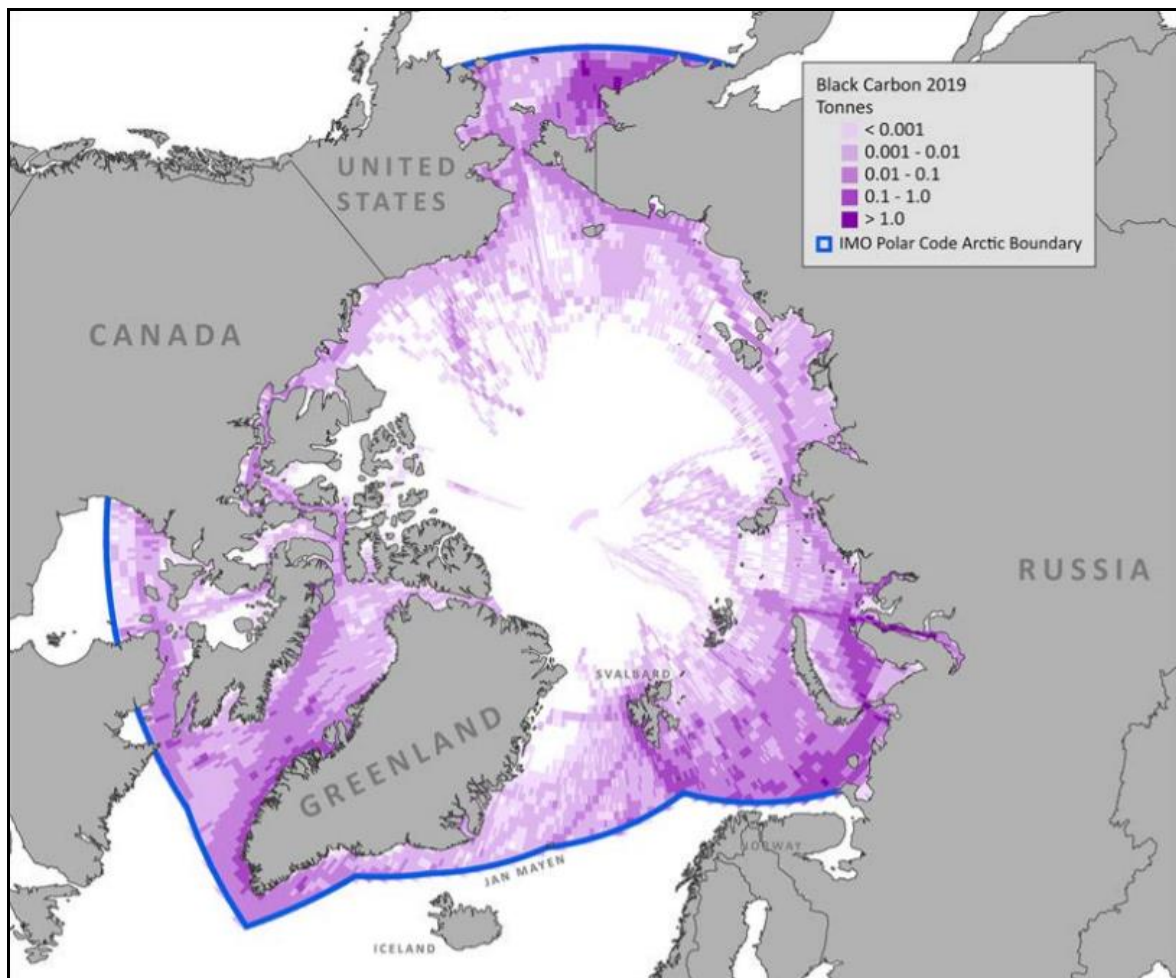 Black Carbon 2019
Tonnes
< 0.001
0.001 - 0.01
0.01 - 0.1
0.1 - 1.0
> 1.0
IMO Polar Code Arctic Boundary
UNITED
STATES
CANADA
RUSSIA
SVALBARD
GREENLAND
NORWAY
JAN MAYEN
ICELAND